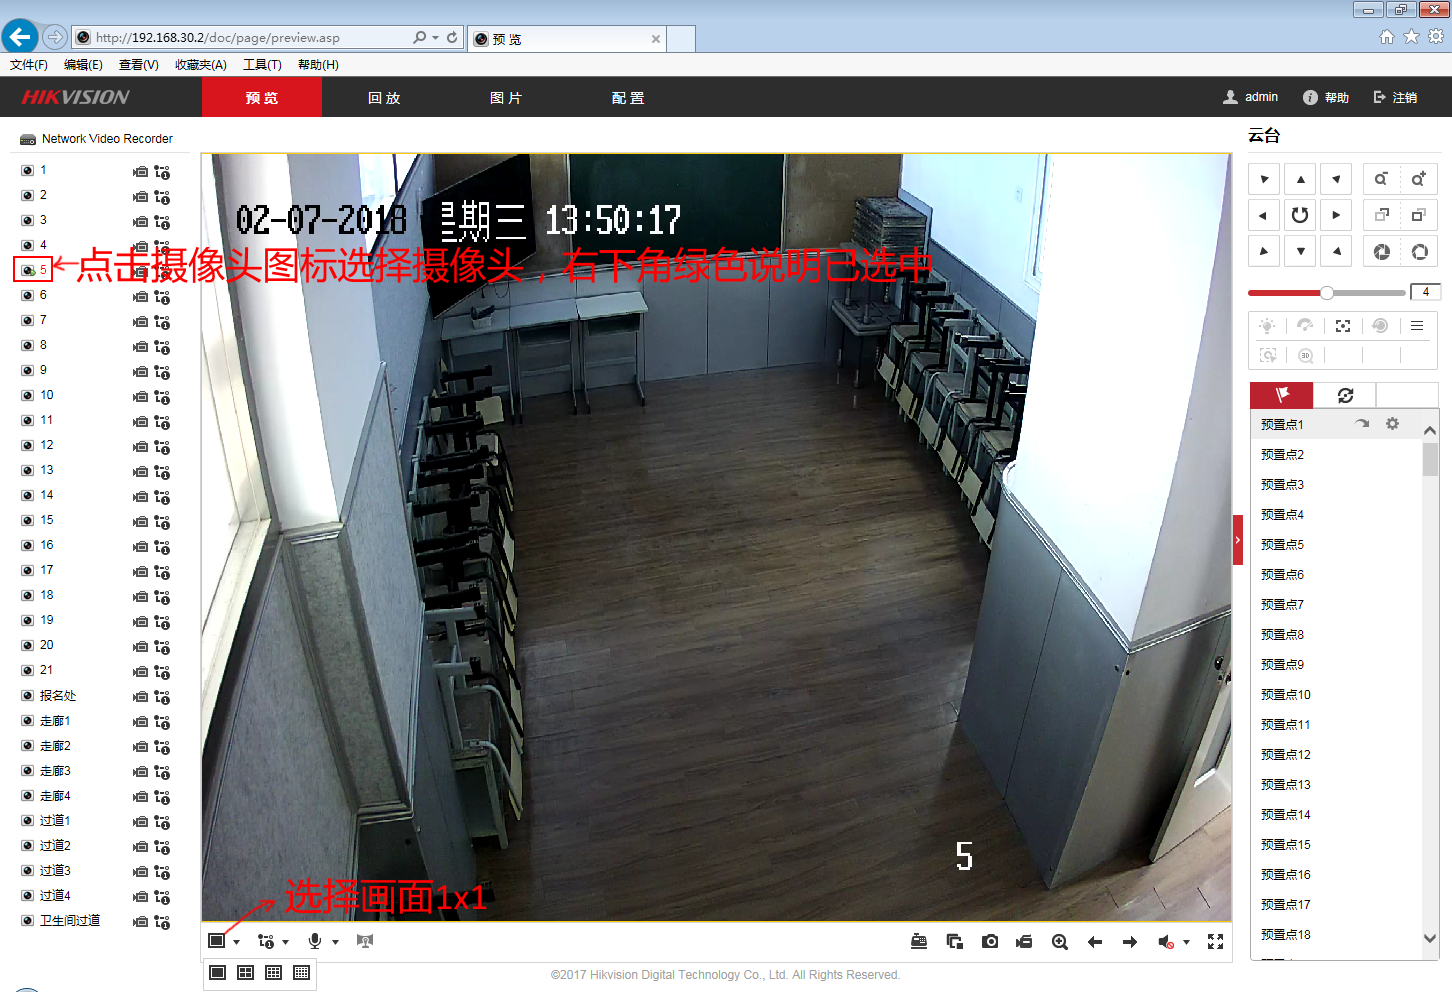 http://192.168.30.2/doc/page/preview.asp
预 览
文件(F) 编辑(E) 查看(V) 收藏夹(A) 工具(T) 帮助(H)
HIKVISION 预 览 回 放 图 片 配 置 admin 帮助 注销
Network Video Recorder
1
2
3
4
5
6
7
8
9
10
11
12
13
14
15
16
17
18
19
20
21
报名处
走廊1
走廊2
走廊3
走廊4
过道1
过道2
过道3
过道4
卫生间过道
02-07-2018 星期三 13:50:17
点击摄像头图标选择摄像头，右下角绿色说明已选中
5
选择画面1x1
©2017 Hikvision Digital Technology Co., Ltd. All Rights Reserved.
云台
4
3D
预置点1
预置点2
预置点3
预置点4
预置点5
预置点6
预置点7
预置点8
预置点9
预置点10
预置点11
预置点12
预置点13
预置点14
预置点15
预置点16
预置点17
预置点18